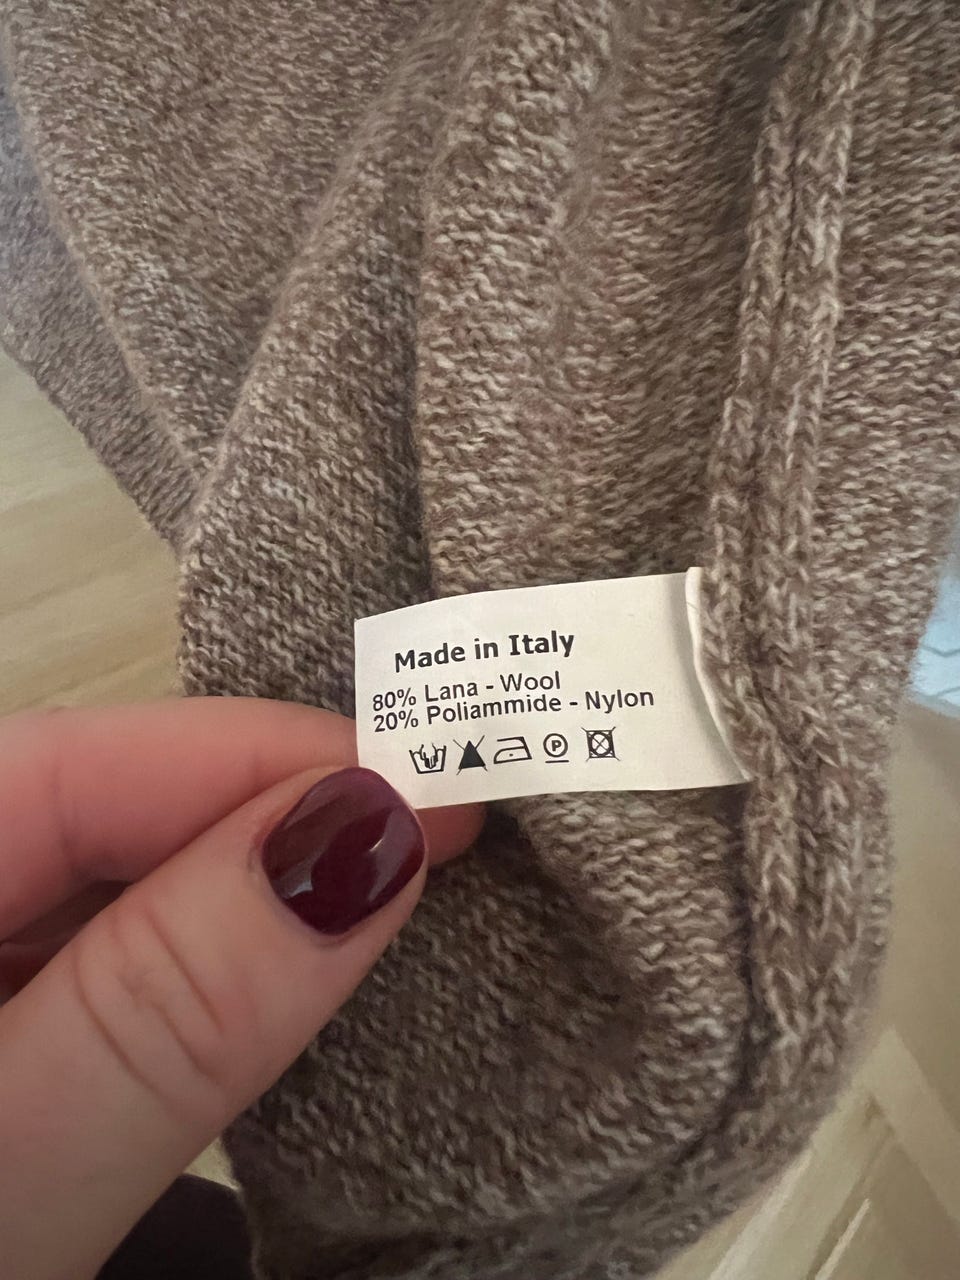 Made in Italy
80% Lana - Wool
20% Poliammide - Nylon
P